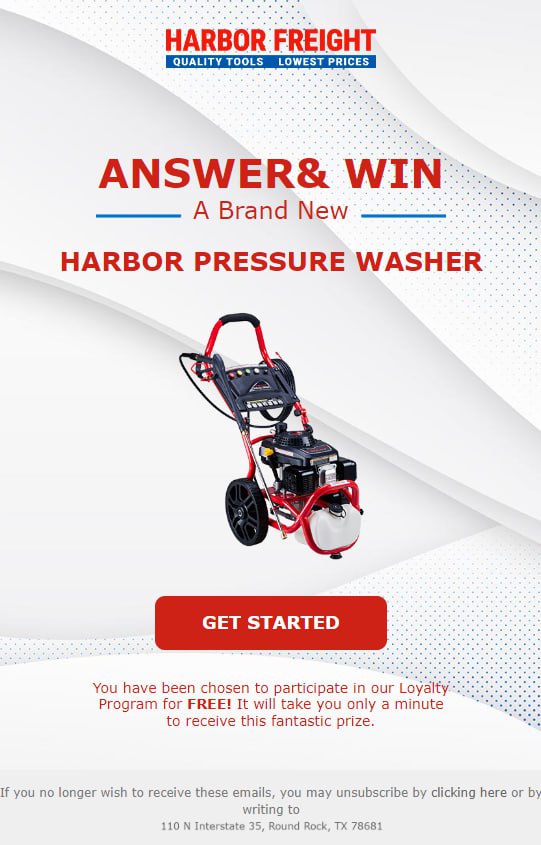 HARBOR FREIGHT
QUALITY TOOLS LOWEST PRICES
ANSWER& WIN
A Brand New
HARBOR PRESSURE WASHER
GET STARTED
You have been chosen to participate in our Loyalty
Program for FREE! It will take you only a minute
to receive this fantastic prize.
If you no longer wish to receive these emails, you may unsubscribe by clicking here or by
writing to
110 N Interstate 35, Round Rock, TX 78681